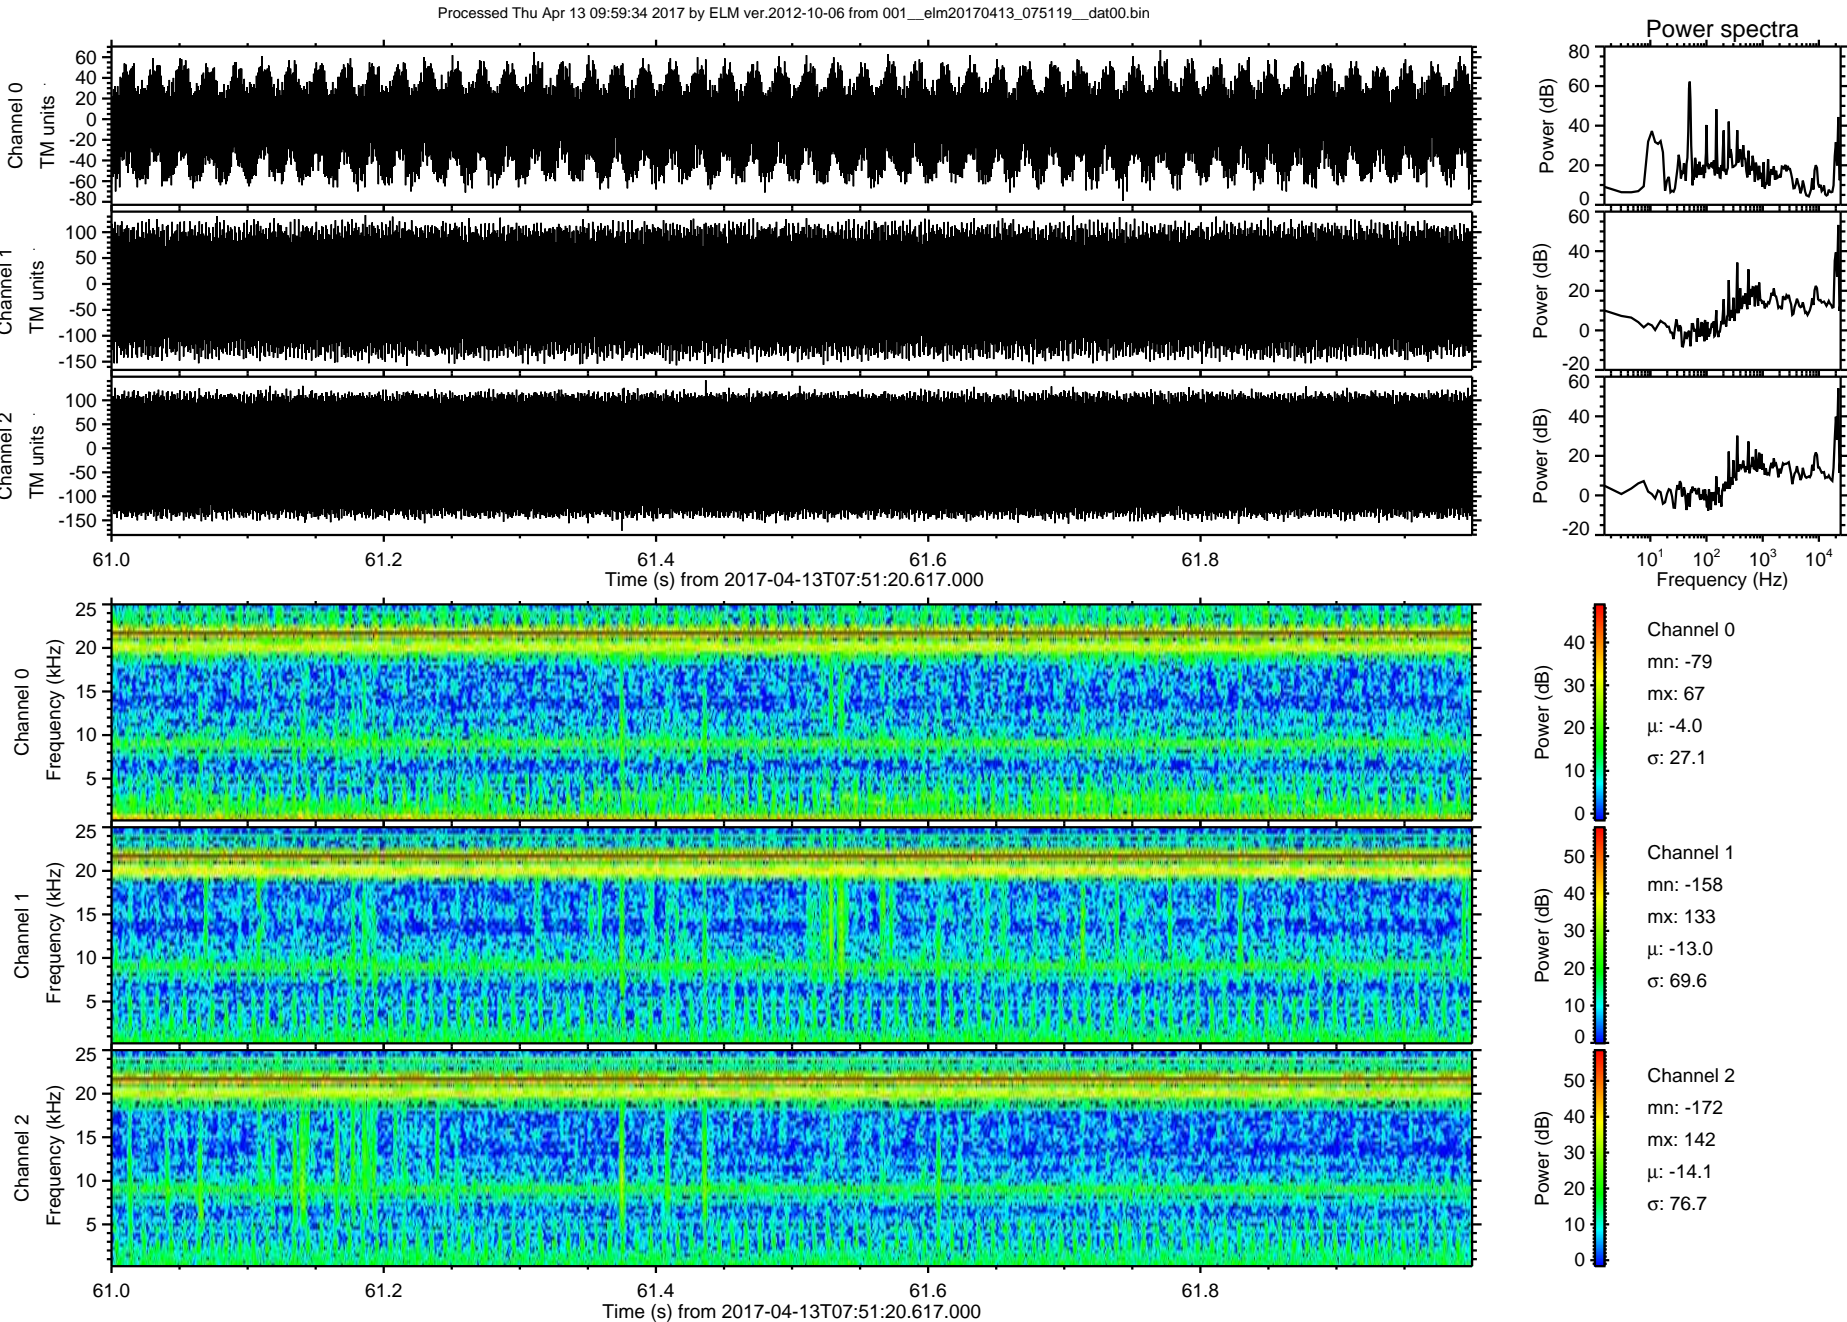 Processed Thu Apr 13 09:59:34 2017 by ELM ver.2012-10-06 from 001__elm20170413_075119__dat00.bin
Power spectra
Channel 0
TM units
60
40
20
0
-20
-40
-60
-80
Power (dB)
80
60
40
20
0
Channel 1
TM units
100
50
0
-50
-100
-150
Power (dB)
60
40
20
0
-20
Channel 2
TM units
100
50
0
-50
-100
-150
Power (dB)
60
40
20
0
-20
61.0 61.2 61.4 61.6 61.8
Time (s) from 2017-04-13T07:51:20.617.000
10^1 10^2 10^3 10^4
Frequency (Hz)
Channel 0
Frequency (kHz)
25
20
15
10
5
Power (dB)
40
30
20
10
0
Channel 0
mn: -79
mx: 67
μ: -4.0
σ: 27.1
Channel 1
Frequency (kHz)
25
20
15
10
5
Power (dB)
50
40
30
20
10
0
Channel 1
mn: -158
mx: 133
μ: -13.0
σ: 69.6
Channel 2
Frequency (kHz)
25
20
15
10
5
Power (dB)
50
40
30
20
10
0
Channel 2
mn: -172
mx: 142
μ: -14.1
σ: 76.7
61.0 61.2 61.4 61.6 61.8
Time (s) from 2017-04-13T07:51:20.617.000